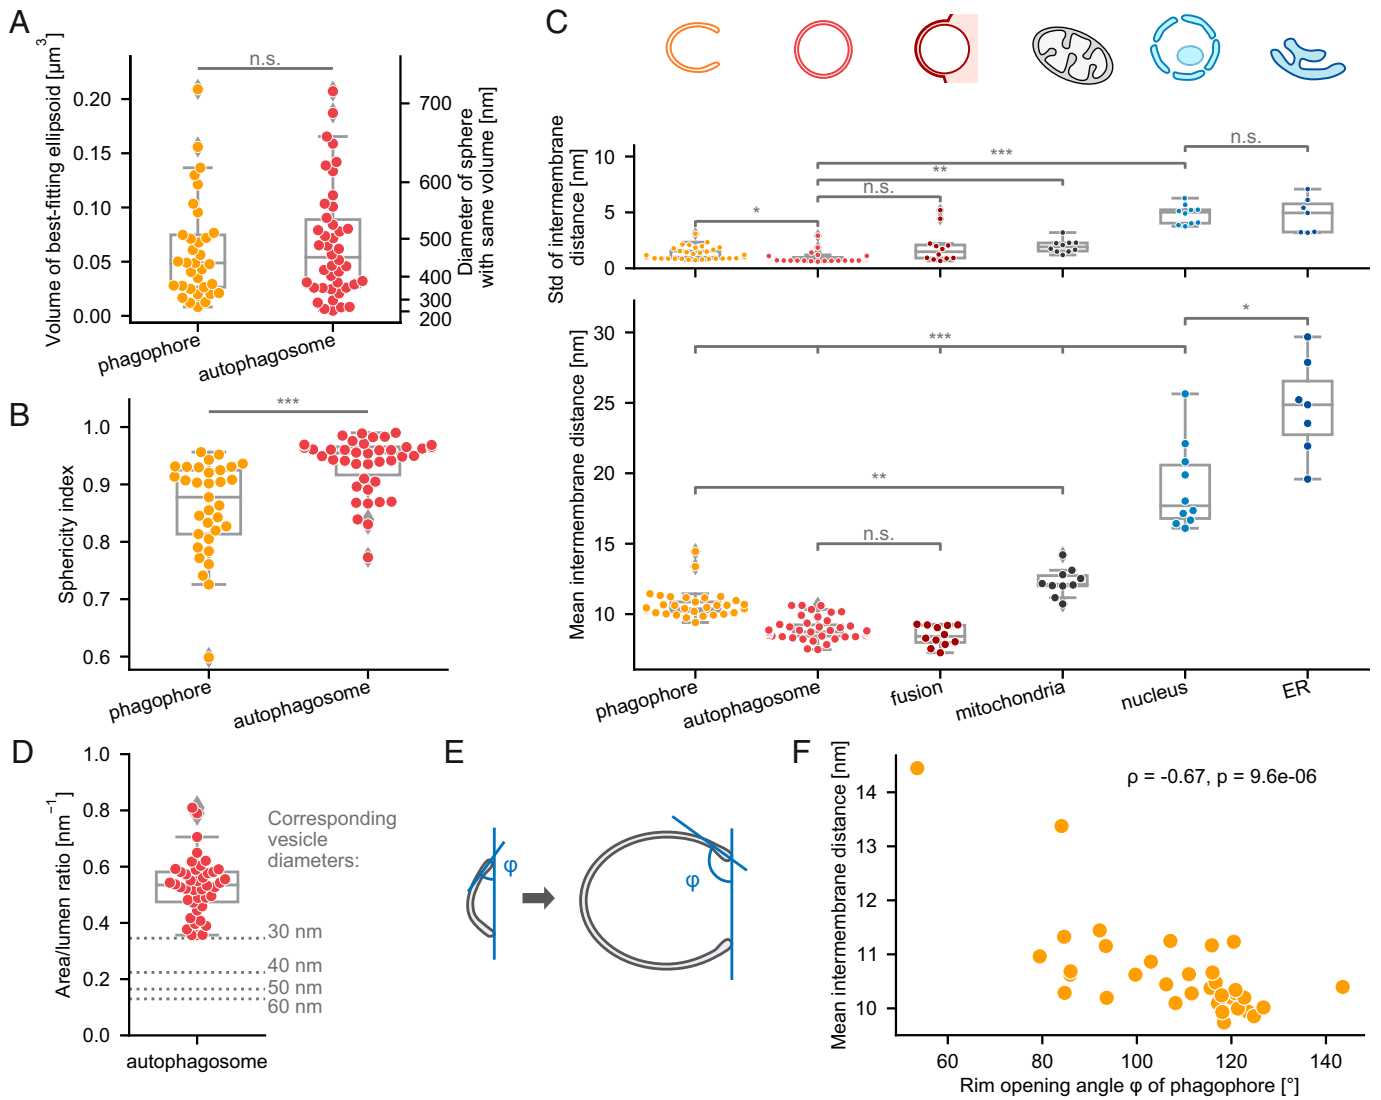 A
Volume of best-fitting ellipsoid [µm³]
0.20
0.15
0.10
0.05
0.00
n.s.
700
600
500
400
300
200
Diameter of sphere
with same volume [nm]
phagophore
autophagosome
B
Sphericity index
1.0
0.9
0.8
0.7
0.6
***
phagophore
autophagosome
C
Std of intermembrane
distance [nm]
10
5
0
*
n.s.
**
***
n.s.
Mean intermembrane distance [nm]
30
25
20
15
10
***
*
**
n.s.
phagophore
autophagosome
fusion
mitochondria
nucleus
ER
D
Area/lumen ratio [nm⁻¹]
1.0
0.8
0.6
0.4
0.2
0.0
Corresponding
vesicle
diameters:
30 nm
40 nm
50 nm
60 nm
autophagosome
E
φ
φ
F
Mean intermembrane distance [nm]
14
13
12
11
10
ρ = -0.67, p = 9.6e-06
60
80
100
120
140
Rim opening angle φ of phagophore [°]